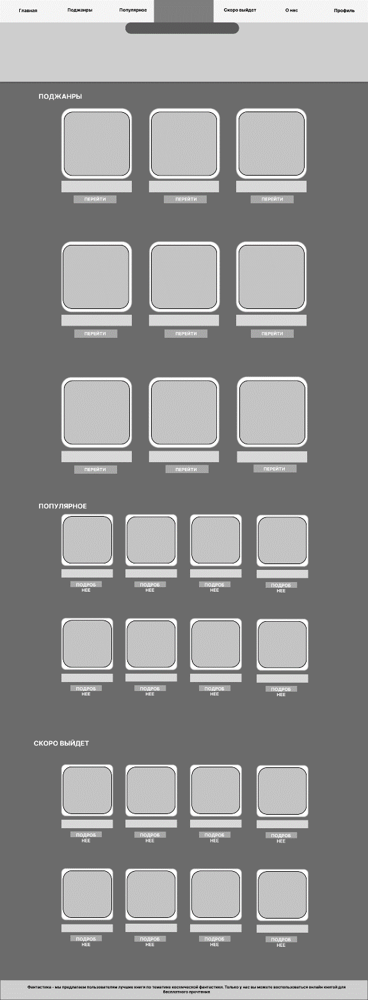 Главная Поджанры Популярное Скоро выйдет О нас Профиль
ПОДЖАНРЫ
ПЕРЕЙТИ ПЕРЕЙТИ ПЕРЕЙТИ
ПЕРЕЙТИ ПЕРЕЙТИ ПЕРЕЙТИ
ПЕРЕЙТИ ПЕРЕЙТИ ПЕРЕЙТИ
ПОПУЛЯРНОЕ
ПОДРОБ ПОДРОБ ПОДРОБ ПОДРОБ
НЕЕ НЕЕ НЕЕ НЕЕ
ПОДРОБ ПОДРОБ ПОДРОБ ПОДРОБ
НЕЕ НЕЕ НЕЕ НЕЕ
СКОРО ВЫЙДЕТ
ПОДРОБ ПОДРОБ ПОДРОБ ПОДРОБ
НЕЕ НЕЕ НЕЕ НЕЕ
ПОДРОБ ПОДРОБ ПОДРОБ ПОДРОБ
НЕЕ НЕЕ НЕЕ НЕЕ
Фантастика - мы предлагаем пользователям лучшие книги по тематике космической фантастики. Только у нас вы можете воспользоваться онлайн книгой для
бесплатного прочтения